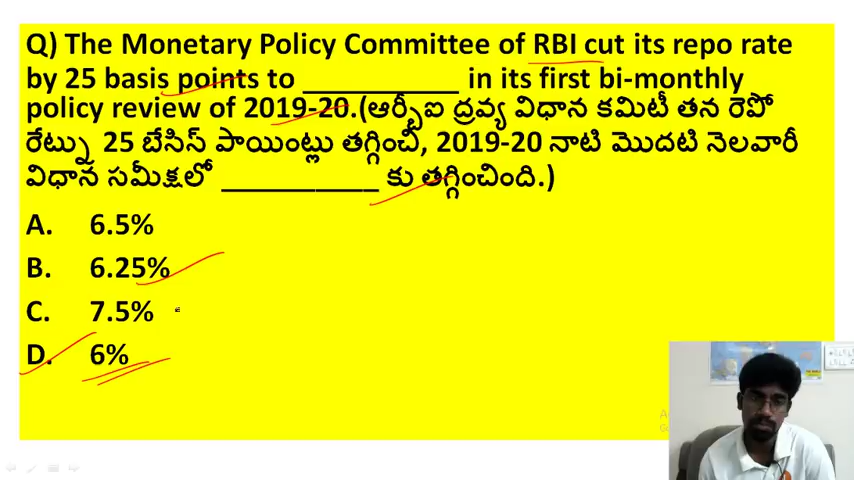 Q) The Monetary Policy Committee of RBI cut its repo rate
by 25 basis points to __________ in its first bi-monthly
policy review of 2019-20.(ఆర్బీఐ ద్రవ్య విధాన కమిటీ తన రెపో
రేట్ను 25 బేసిస్ పాయింట్లు తగ్గించి, 2019-20 నాటి మొదటి నెలవారీ
విధాన సమీక్షలో __________ కు తగ్గించింది.)
A. 6.5%
B. 6.25%
C. 7.5%
D. 6%